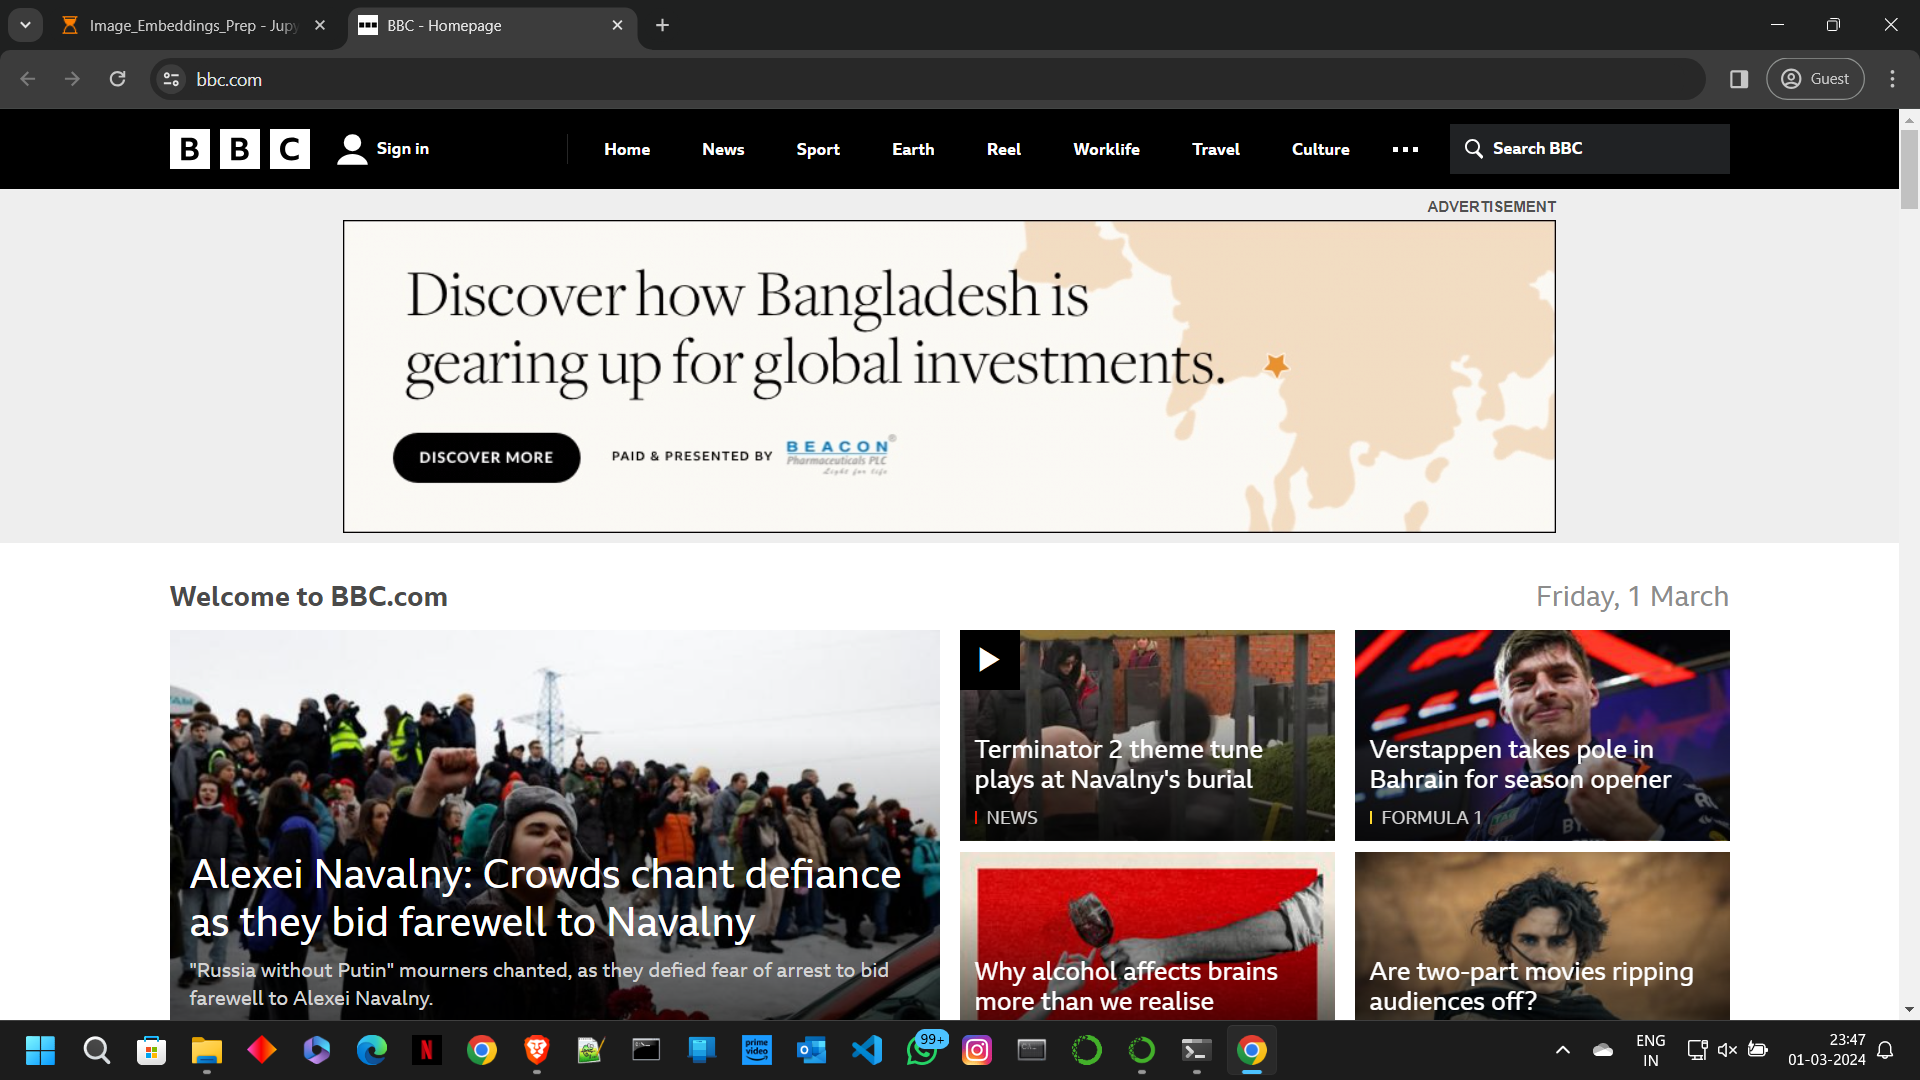 Image_Embeddings_Prep - Jupy
BBC - Homepage
bbc.com
Guest
BBC
Sign in
Home
News
Sport
Earth
Reel
Worklife
Travel
Culture
Search BBC
ADVERTISEMENT
Discover how Bangladesh is
gearing up for global investments.
DISCOVER MORE
PAID & PRESENTED BY
BEACON®
Pharmaceuticals PLC
Light for life
Welcome to BBC.com
Friday, 1 March
Alexei Navalny: Crowds chant defiance
as they bid farewell to Navalny
"Russia without Putin" mourners chanted, as they defied fear of arrest to bid
farewell to Alexei Navalny.
Terminator 2 theme tune
plays at Navalny's burial
NEWS
Verstappen takes pole in
Bahrain for season opener
FORMULA 1
Why alcohol affects brains
more than we realise
Are two-part movies ripping
audiences off?
N
prime
video
99+
ENG
IN
23:47
01-03-2024